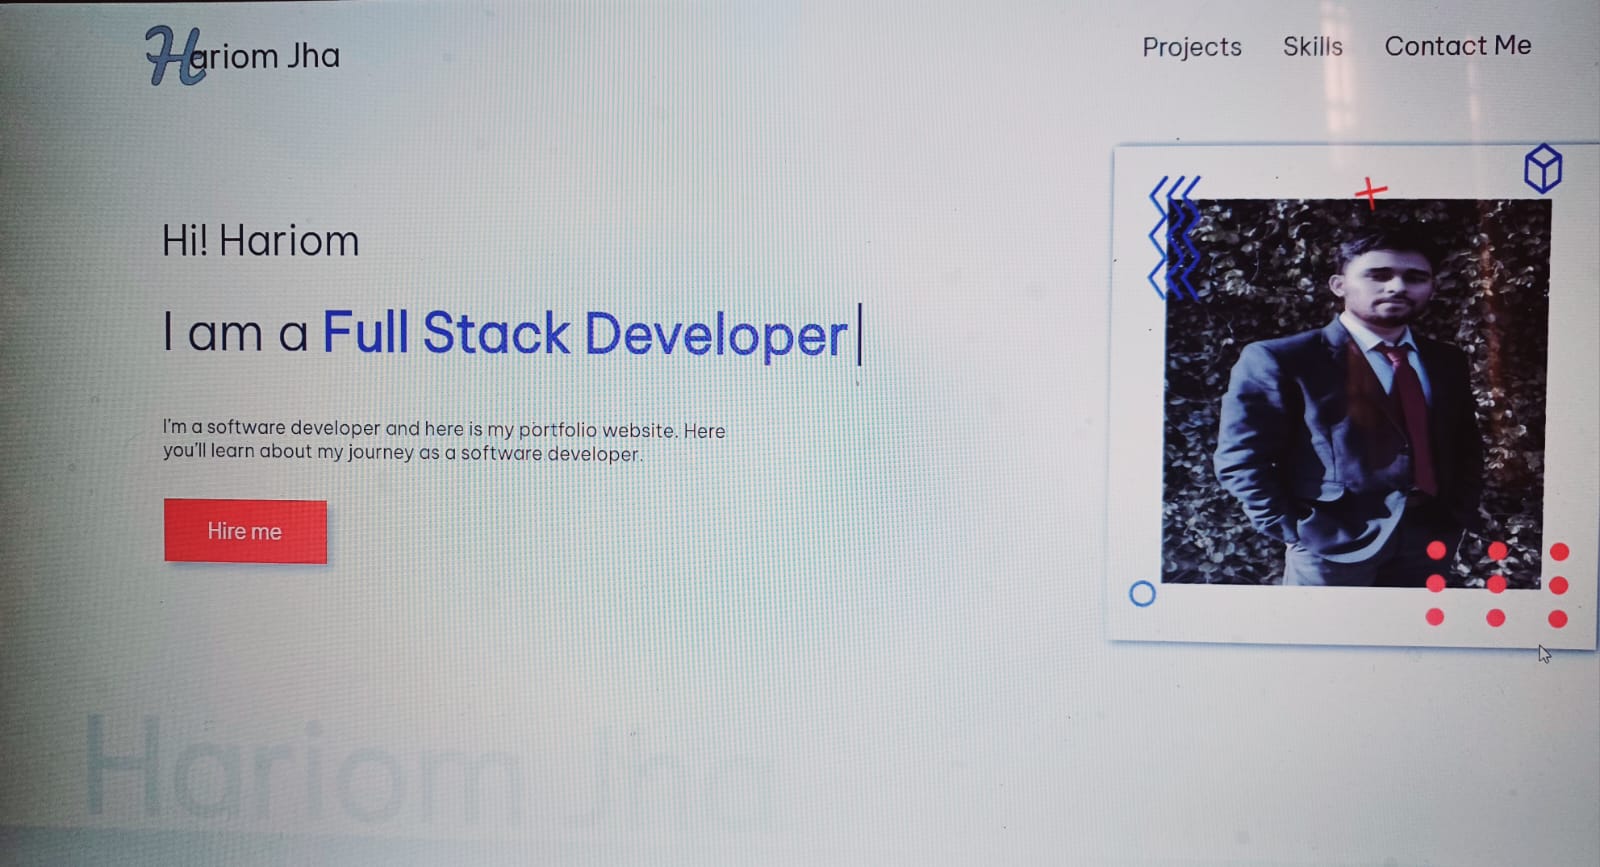 Hariom Jha
Projects Skills Contact Me
Hi! Hariom
I am a Full Stack Developer
I'm a software developer and here is my portfolio website. Here
you'll learn about my journey as a software developer.
Hire me
Hariom Jha